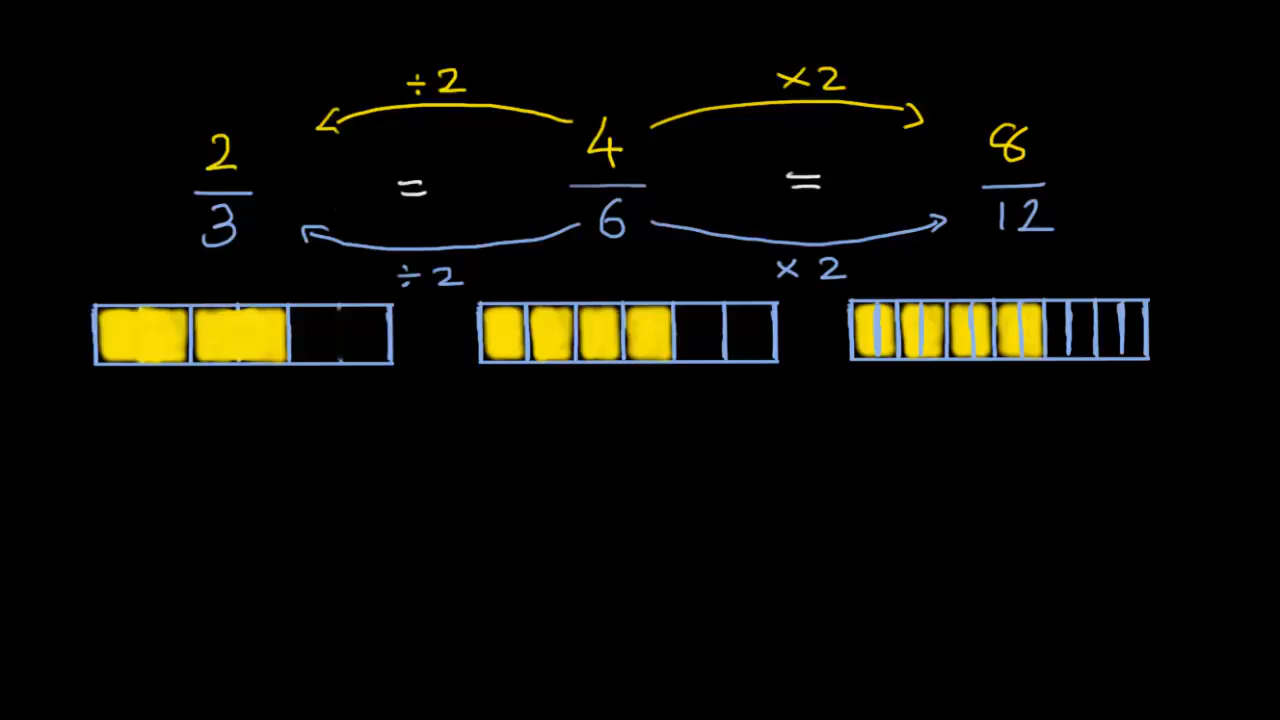 ÷2 ×2
2/3 = 4/6 = 8/12
÷2 ×2